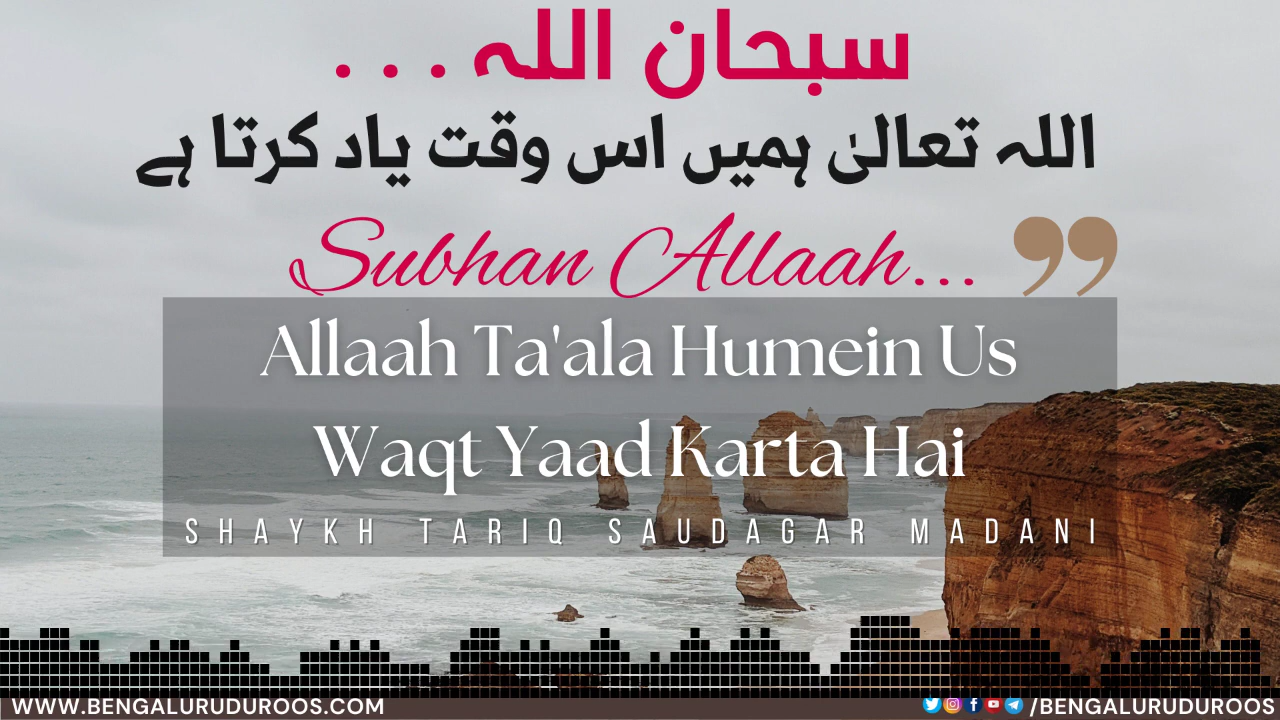 سبحان اللہ...
اللہ تعالیٰ ہمیں اس وقت یاد کرتا ہے
Subhan Allaah...
Allaah Ta'ala Humein Us
Waqt Yaad Karta Hai
SHAYKH TARIQ SAUDAGAR MADANI
WWW.BENGALURUDUROOS.COM
/BENGALURUDUROOS